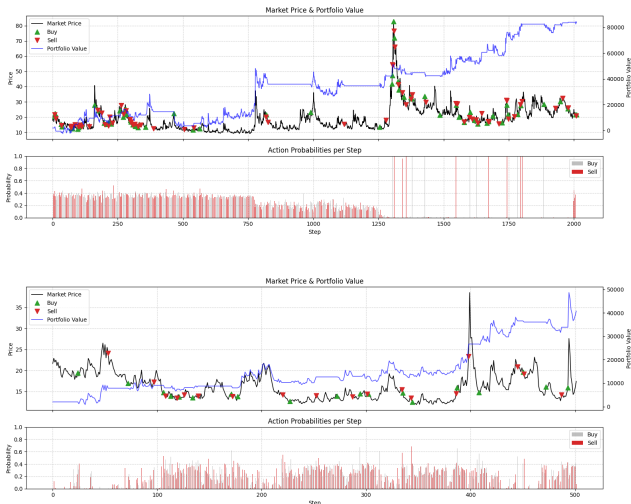 Market Price & Portfolio Value
Market Price
Buy
Sell
Portfolio Value
Price
Portfolio Value
80
70
60
50
40
30
20
10
80000
60000
40000
20000
0
Action Probabilities per Step
Buy
Sell
Probability
1.0
0.8
0.6
0.4
0.2
0.0
0 250 500 750 1000 1250 1500 1750 2000
Step
Market Price & Portfolio Value
Market Price
Buy
Sell
Portfolio Value
Price
Portfolio Value
35
30
25
20
15
50000
40000
30000
20000
10000
0
Action Probabilities per Step
Buy
Sell
Probability
1.0
0.8
0.6
0.4
0.2
0.0
0 100 200 300 400 500
Step